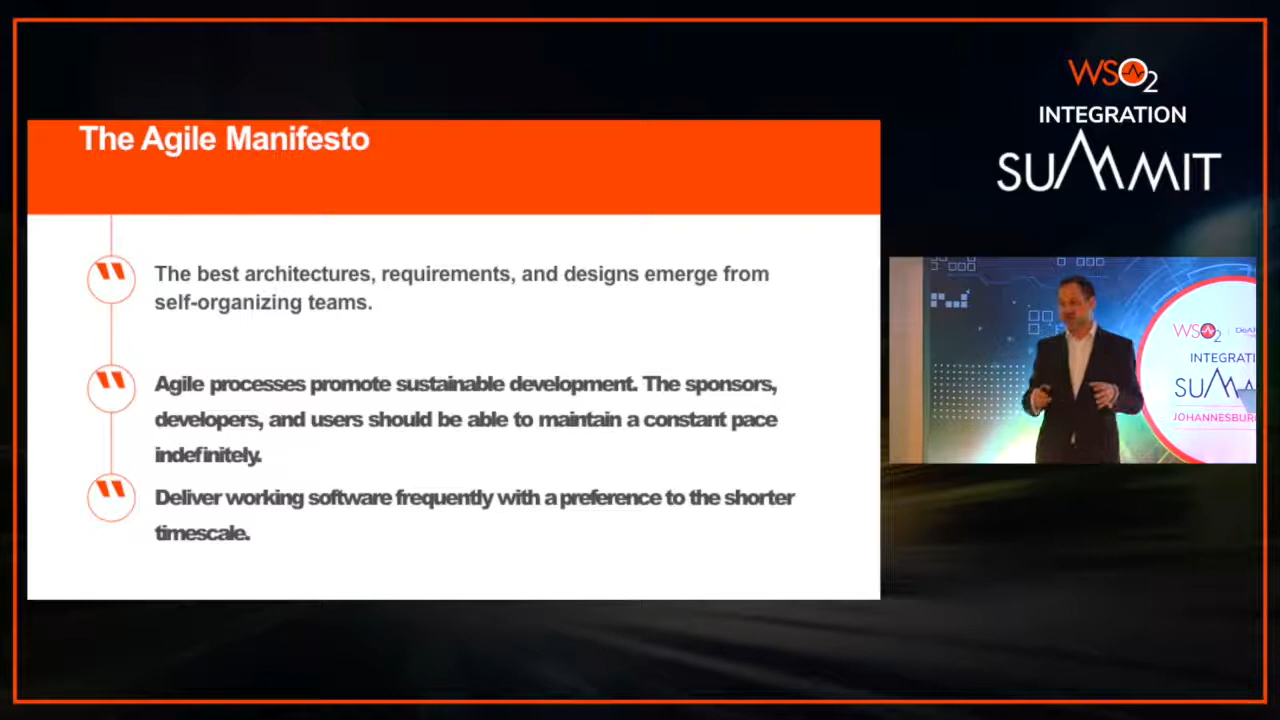 WSO2
INTEGRATION
SUMMIT
The Agile Manifesto
The best architectures, requirements, and designs emerge from
self-organizing teams.
Agile processes promote sustainable development. The sponsors,
developers, and users should be able to maintain a constant pace
indefinitely.
Deliver working software frequently with a preference to the shorter
timescale.
WSO2
INTEGRATI
SUM
JOHANNESBUR